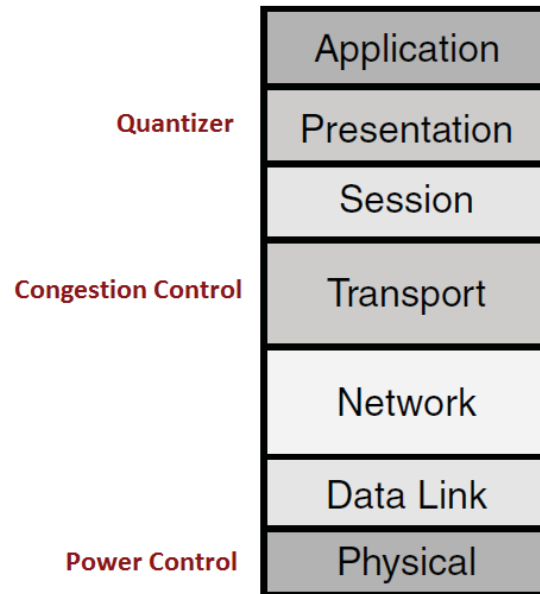 Application
Quantizer
Presentation
Session
Congestion Control
Transport
Network
Data Link
Power Control
Physical